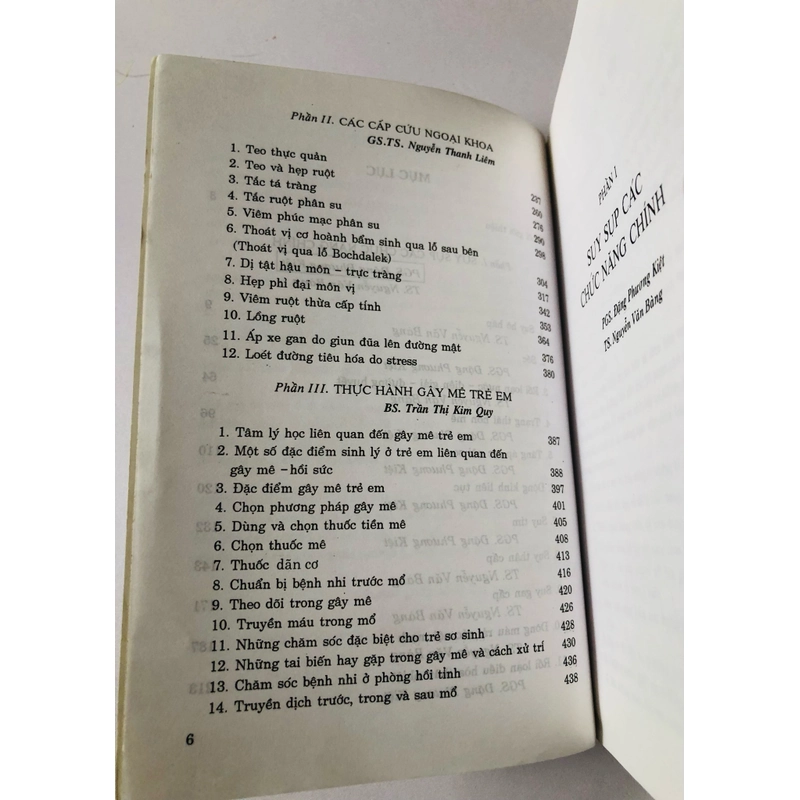 Phần II. CÁC CẤP CỨU NGOẠI KHOA
GS.TS. Nguyễn Thanh Liêm
1. Teo thực quản 237
2. Teo và hẹp ruột 260
3. Tắc tá tràng 276
4. Tắc ruột phân su 290
5. Viêm phúc mạc phân su 298
6. Thoát vị cơ hoành bẩm sinh qua lỗ sau bên
(Thoát vị qua lỗ Bochdalek) 304
7. Dị tật hậu môn – trực tràng 317
8. Hẹp phì đại môn vị 342
9. Viêm ruột thừa cấp tính 353
10. Lồng ruột 364
11. Áp xe gan do giun đũa lên đường mật 376
12. Loét đường tiêu hóa do stress 380
Phần III. THỰC HÀNH GÂY MÊ TRẺ EM
BS. Trần Thị Kim Quy
1. Tâm lý học liên quan đến gây mê trẻ em 387
2. Một số đặc điểm sinh lý ở trẻ em liên quan đến
gây mê – hồi sức 388
3. Đặc điểm gây mê trẻ em 397
4. Chọn phương pháp gây mê 401
5. Dùng và chọn thuốc tiền mê 405
6. Chọn thuốc mê 408
7. Thuốc dãn cơ 413
8. Chuẩn bị bệnh nhi trước mổ 416
9. Theo dõi trong gây mê 420
10. Truyền máu trong mổ 426
11. Những chăm sóc đặc biệt cho trẻ sơ sinh 428
12. Những tai biến hay gặp trong gây mê và cách xử trí 430
13. Chăm sóc bệnh nhi ở phòng hồi tỉnh 436
14. Truyền dịch trước, trong và sau mổ 438
6
PHẦN I
SUY SỤP CÁC
CHỨC NĂNG CHÍNH
PGS. Đặng Phương Kiệt
TS. Nguyễn Văn Bàng